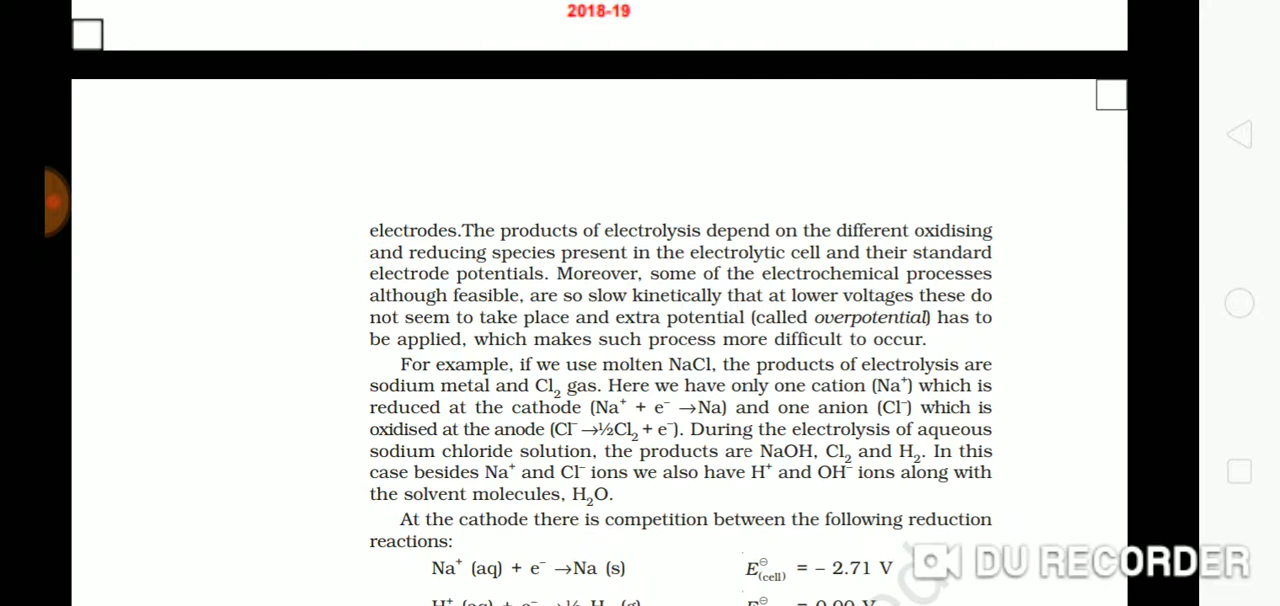 2018-19
electrodes.The products of electrolysis depend on the different oxidising
and reducing species present in the electrolytic cell and their standard
electrode potentials. Moreover, some of the electrochemical processes
although feasible, are so slow kinetically that at lower voltages these do
not seem to take place and extra potential (called overpotential) has to
be applied, which makes such process more difficult to occur.
For example, if we use molten NaCl, the products of electrolysis are
sodium metal and Cl₂ gas. Here we have only one cation (Na⁺) which is
reduced at the cathode (Na⁺ + e⁻ →Na) and one anion (Cl⁻) which is
oxidised at the anode (Cl⁻→½Cl₂ + e⁻). During the electrolysis of aqueous
sodium chloride solution, the products are NaOH, Cl₂ and H₂. In this
case besides Na⁺ and Cl⁻ ions we also have H⁺ and OH⁻ ions along with
the solvent molecules, H₂O.
At the cathode there is competition between the following reduction
reactions:
Na⁺ (aq) + e⁻ →Na (s) E⊖(cell) = – 2.71 V
H⁺ (aq) + e⁻ →½ H₂ (g) E⊖ = 0.00 V
DU RECORDER